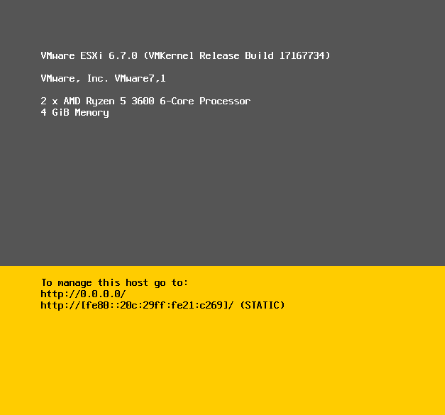 VMware ESXi 6.7.0 (VMKernel Release Build 17167734)
VMware, Inc. VMware7,1
2 x AMD Ryzen 5 3600 6-Core Processor
4 GiB Memory
To manage this host go to:
http://0.0.0.0/
http://[fe80::20c:29ff:fe21:c269]/ (STATIC)